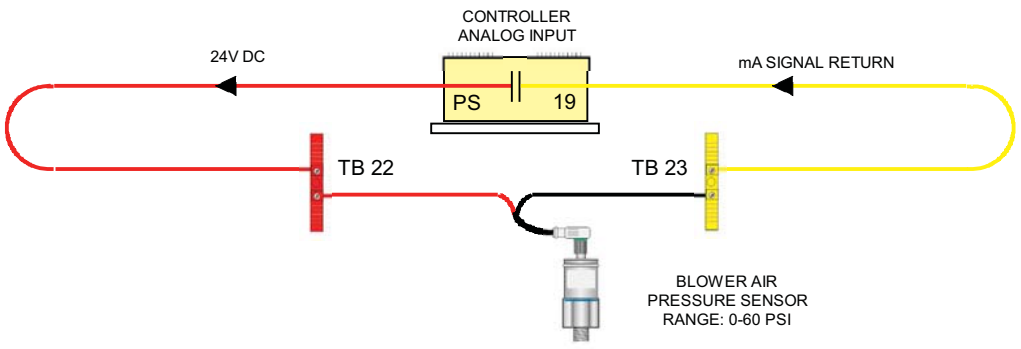 CONTROLLER
ANALOG INPUT
24V DC
mA SIGNAL RETURN
PS
19
TB 22
TB 23
BLOWER AIR
PRESSURE SENSOR
RANGE: 0-60 PSI